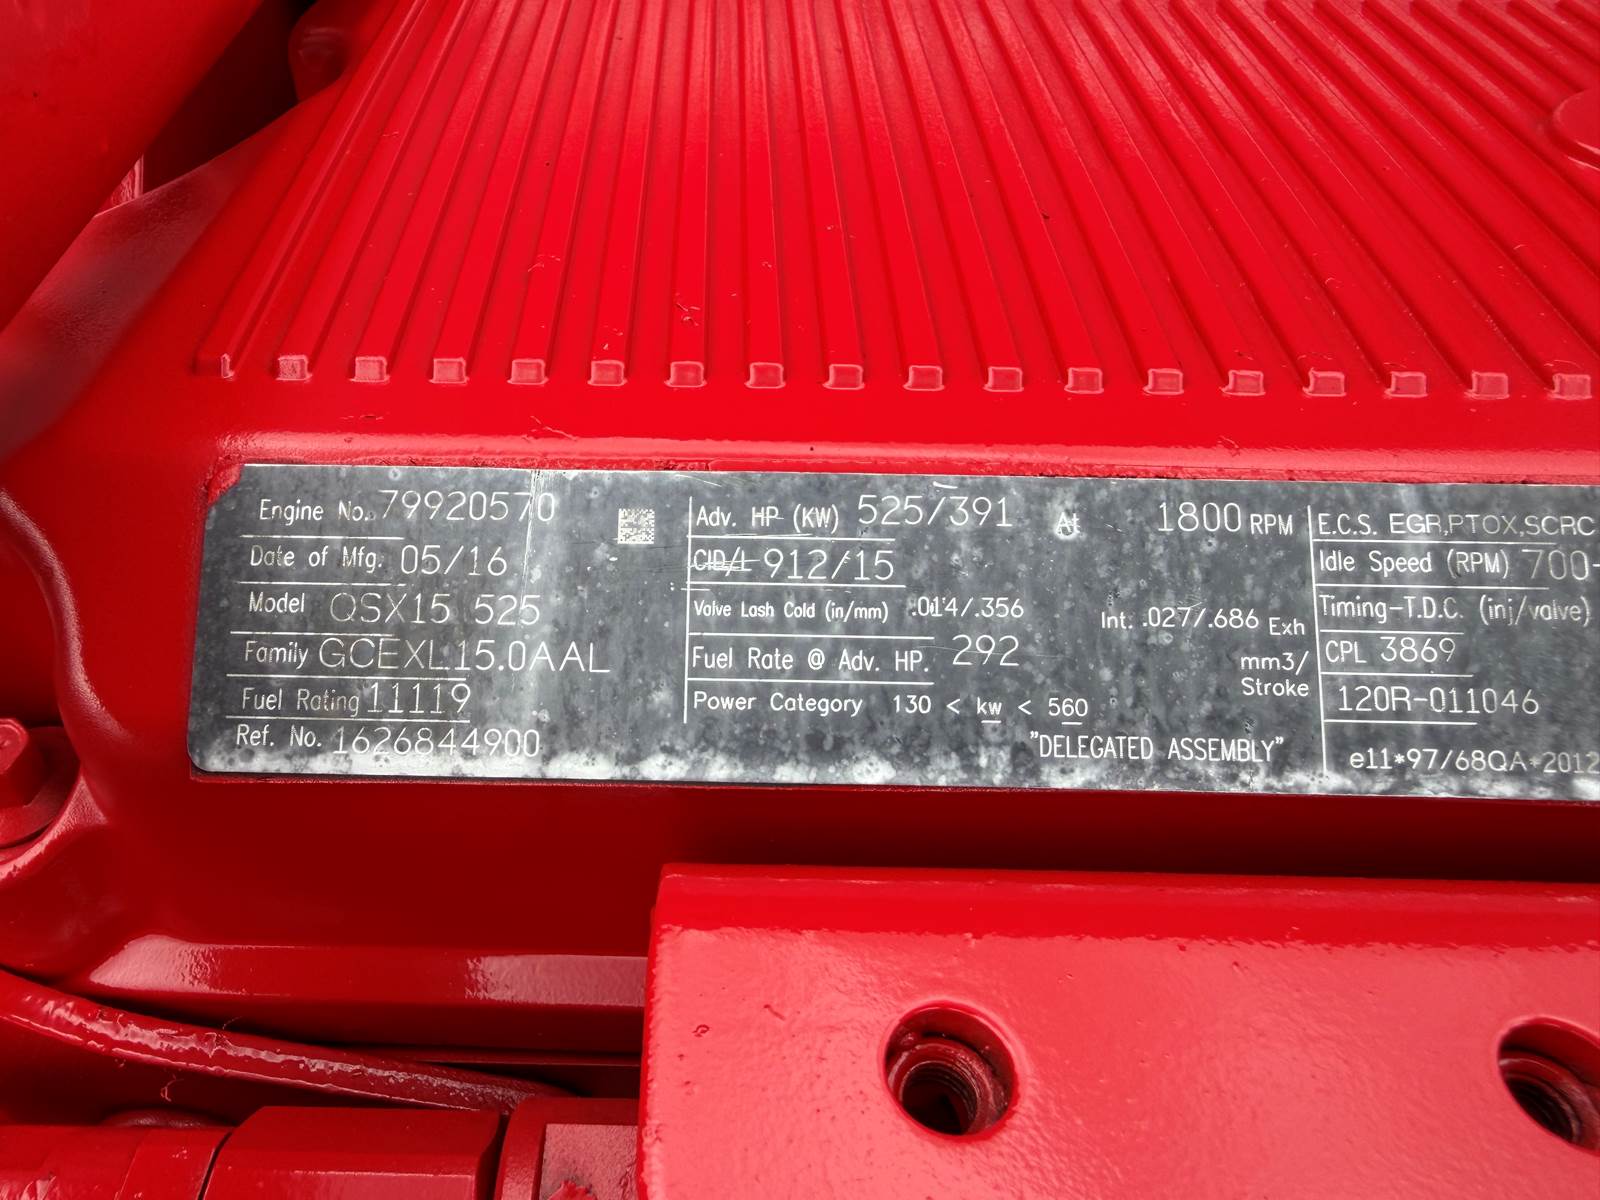 Engine No. 79920570
Date of Mfg. 05/16
Model QSX15 525
Family GCEXL15.0AAL
Fuel Rating 11119
Ref. No. 1626844900
Adv. HP (KW) 525/391 At 1800 RPM
CID/L 912/15
Valve Lash Cold (in/mm) .014/.356 Int. .027/.686 Exh
Fuel Rate @ Adv. HP. 292 mm3/
Stroke
Power Category 130 < kw < 560
"DELEGATED ASSEMBLY"
E.C.S. EGR,PTOX,SCRC
Idle Speed (RPM) 700-
Timing-T.D.C. (inj/valve)
CPL 3869
120R-011046
e11*97/68QA*2012